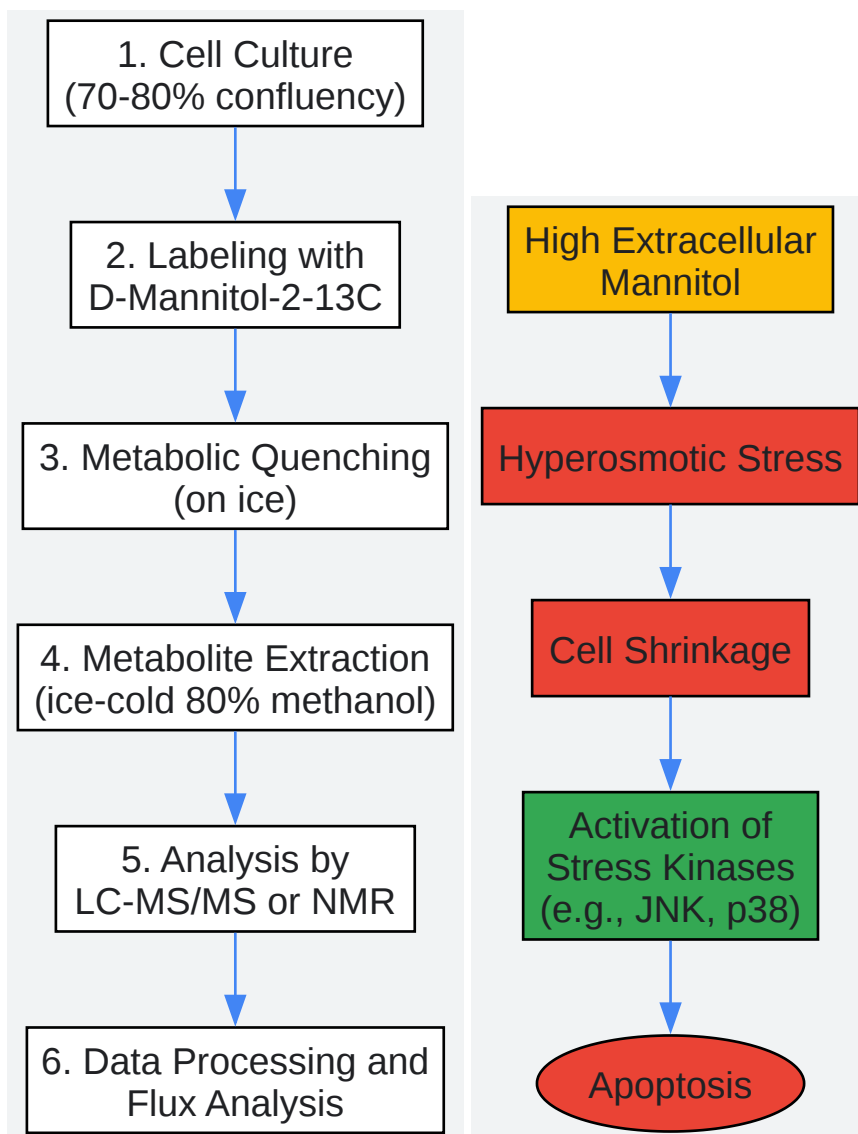 1. Cell Culture
(70-80% confluency)
2. Labeling with
D-Mannitol-2-13C
3. Metabolic Quenching
(on ice)
4. Metabolite Extraction
(ice-cold 80% methanol)
5. Analysis by
LC-MS/MS or NMR
6. Data Processing and
Flux Analysis
High Extracellular
Mannitol
Hyperosmotic Stress
Cell Shrinkage
Activation of
Stress Kinases
(e.g., JNK, p38)
Apoptosis